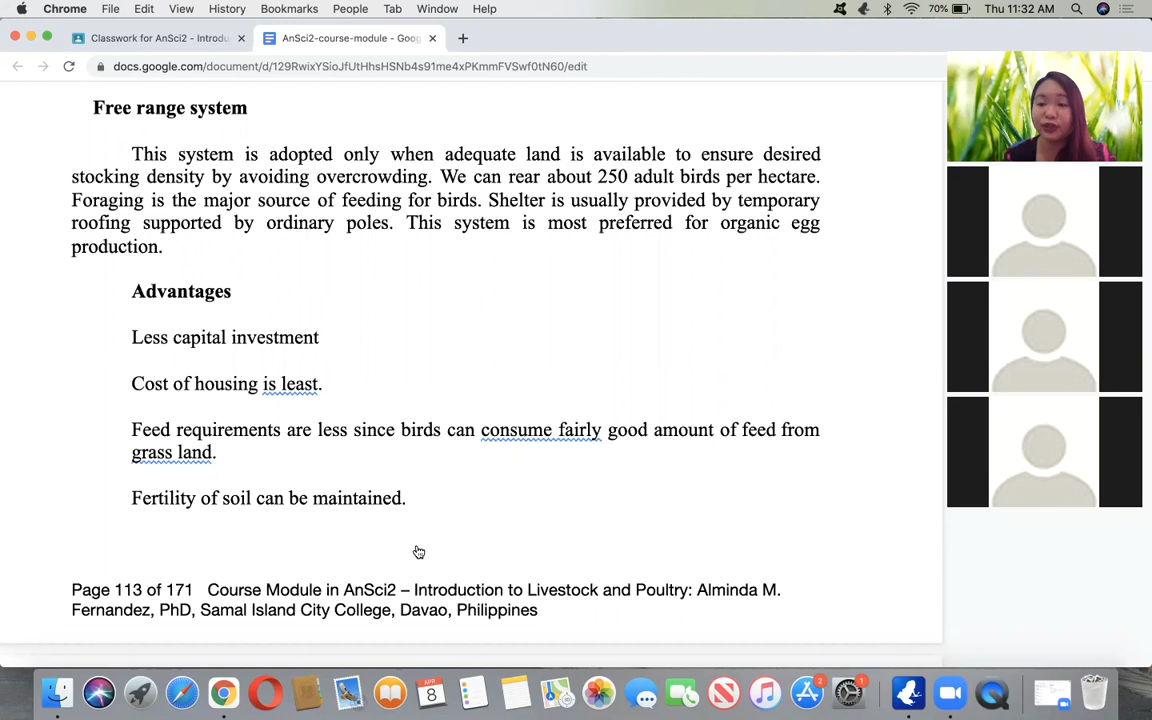 Chrome File Edit View History Bookmarks People Tab Window Help 70% Thu 11:32 AM
Classwork for AnSci2 - Introdu × AnSci2-course-module - Goog × +
docs.google.com/document/d/129RwixYSioJfUtHhsHSNb4s91me4xPKmmFVSwf0tN60/edit
Free range system
This system is adopted only when adequate land is available to ensure desired
stocking density by avoiding overcrowding. We can rear about 250 adult birds per hectare.
Foraging is the major source of feeding for birds. Shelter is usually provided by temporary
roofing supported by ordinary poles. This system is most preferred for organic egg
production.
Advantages
Less capital investment
Cost of housing is least.
Feed requirements are less since birds can consume fairly good amount of feed from
grass land.
Fertility of soil can be maintained.
Page 113 of 171 Course Module in AnSci2 – Introduction to Livestock and Poultry: Alminda M.
Fernandez, PhD, Samal Island City College, Davao, Philippines
APR
8
2
1